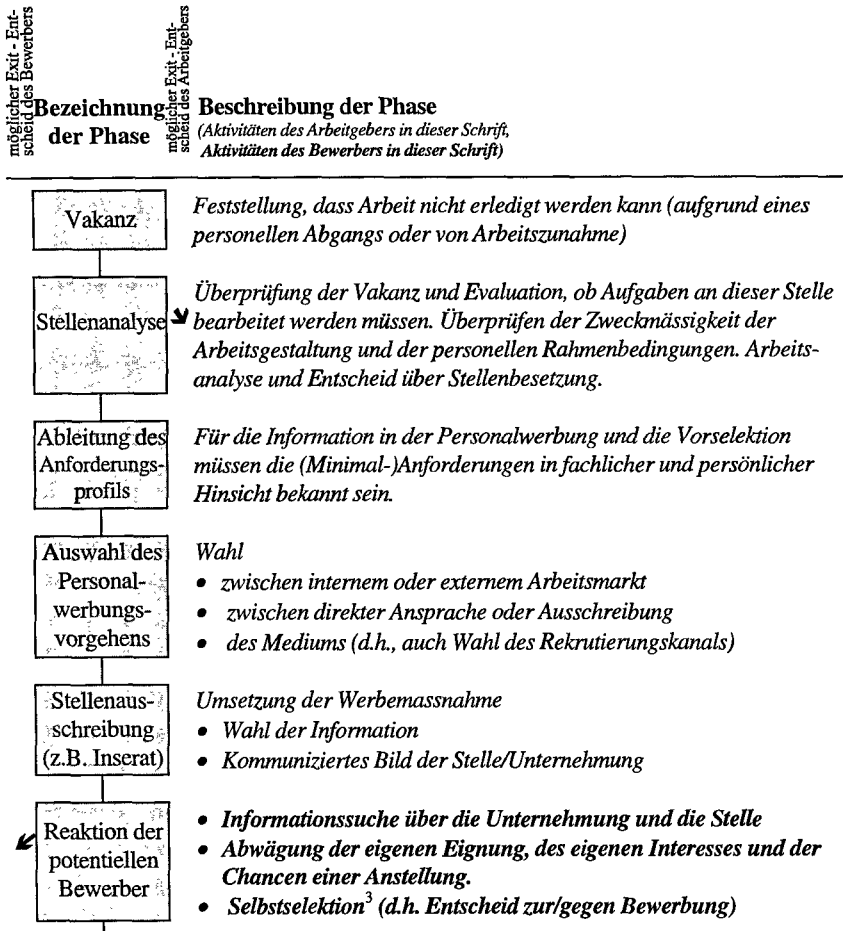 möglicher Exit - Ent-
scheid des Bewerbers
Bezeichnung
der Phase
möglicher Exit - Ent-
scheid des Arbeitgebers
Beschreibung der Phase
(Aktivitäten des Arbeitgebers in dieser Schrift,
Aktivitäten des Bewerbers in dieser Schrift)
Vakanz
Feststellung, dass Arbeit nicht erledigt werden kann (aufgrund eines
personellen Abgangs oder von Arbeitszunahme)
Stellenanalyse
Überprüfung der Vakanz und Evaluation, ob Aufgaben an dieser Stelle
bearbeitet werden müssen. Überprüfen der Zweckmässigkeit der
Arbeitsgestaltung und der personellen Rahmenbedingungen. Arbeits-
analyse und Entscheid über Stellenbesetzung.
Ableitung des
Anforderungs-
profils
Für die Information in der Personalwerbung und die Vorselektion
müssen die (Minimal-)Anforderungen in fachlicher und persönlicher
Hinsicht bekannt sein.
Auswahl des
Personal-
werbungs-
vorgehens
Wahl
• zwischen internem oder externem Arbeitsmarkt
• zwischen direkter Ansprache oder Ausschreibung
• des Mediums (d.h., auch Wahl des Rekrutierungskanals)
Stellenaus-
schreibung
(z.B. Inserat)
Umsetzung der Werbemassnahme
• Wahl der Information
• Kommuniziertes Bild der Stelle/Unternehmung
Reaktion der
potentiellen
Bewerber
• Informationssuche über die Unternehmung und die Stelle
• Abwägung der eigenen Eignung, des eigenen Interesses und der
Chancen einer Anstellung.
• Selbstselektion³ (d.h. Entscheid zur/gegen Bewerbung)